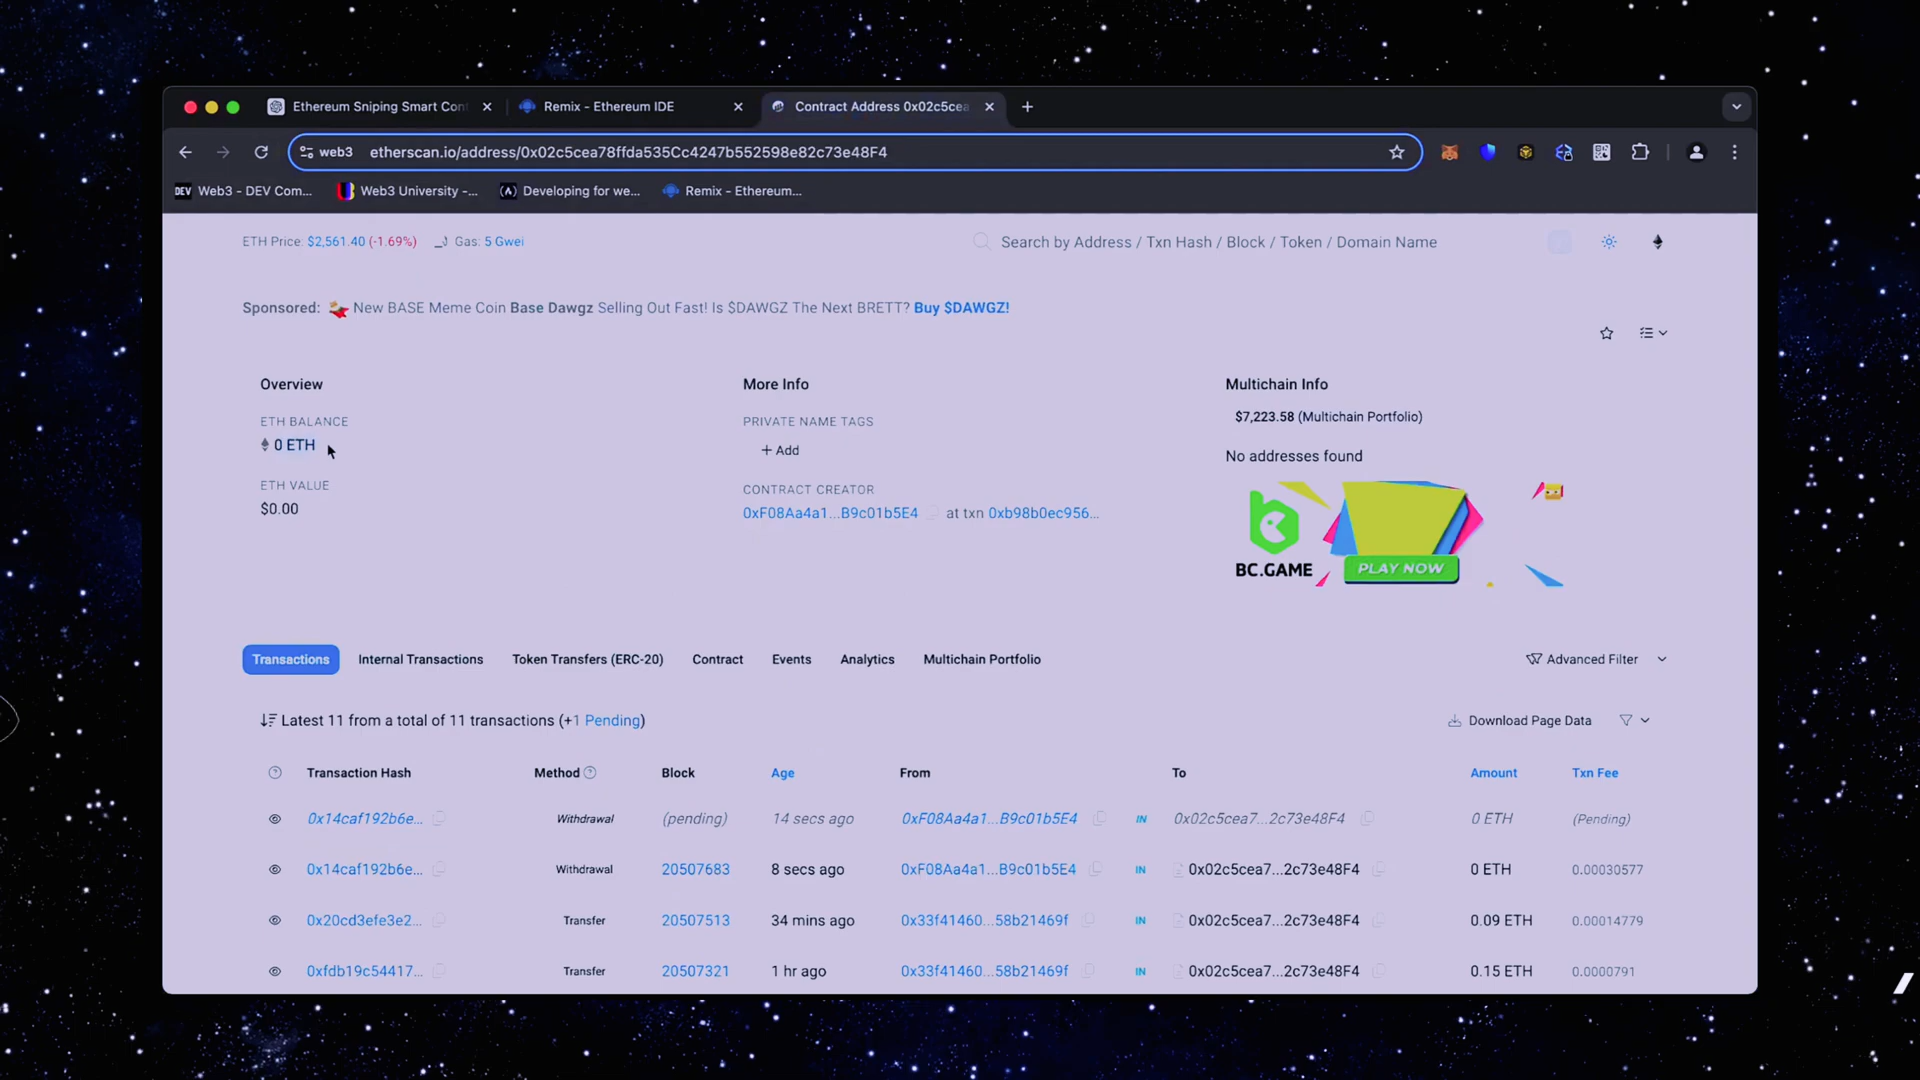 Ethereum Sniping Smart Con
Remix - Ethereum IDE
Contract Address 0x02c5cea
web3 etherscan.io/address/0x02c5cea78ffda535Cc4247b552598e82c73e48F4
DEV Web3 - DEV Com... Web3 University -... Developing for we... Remix - Ethereum...
ETH Price: $2,561.40 (-1.69%) Gas: 5 Gwei
Search by Address / Txn Hash / Block / Token / Domain Name
Sponsored: New BASE Meme Coin Base Dawgz Selling Out Fast! Is $DAWGZ The Next BRETT? Buy $DAWGZ!
Overview
ETH BALANCE
0 ETH
ETH VALUE
$0.00
More Info
PRIVATE NAME TAGS
+ Add
CONTRACT CREATOR
0xF08Aa4a1...B9c01b5E4 at txn 0xb98b0ec956...
Multichain Info
$7,223.58 (Multichain Portfolio)
No addresses found
BC.GAME
PLAY NOW
Transactions Internal Transactions Token Transfers (ERC-20) Contract Events Analytics Multichain Portfolio Advanced Filter
Latest 11 from a total of 11 transactions (+1 Pending) Download Page Data
Transaction Hash Method Block Age From To Amount Txn Fee
0x14caf192b6e... Withdrawal (pending) 14 secs ago 0xF08Aa4a1...B9c01b5E4 IN 0x02c5cea7...2c73e48F4 0 ETH (Pending)
0x14caf192b6e... Withdrawal 20507683 8 secs ago 0xF08Aa4a1...B9c01b5E4 IN 0x02c5cea7...2c73e48F4 0 ETH 0.00030577
0x20cd3efe3e2... Transfer 20507513 34 mins ago 0x33f41460...58b21469f IN 0x02c5cea7...2c73e48F4 0.09 ETH 0.00014779
0xfdb19c54417... Transfer 20507321 1 hr ago 0x33f41460...58b21469f IN 0x02c5cea7...2c73e48F4 0.15 ETH 0.0000791